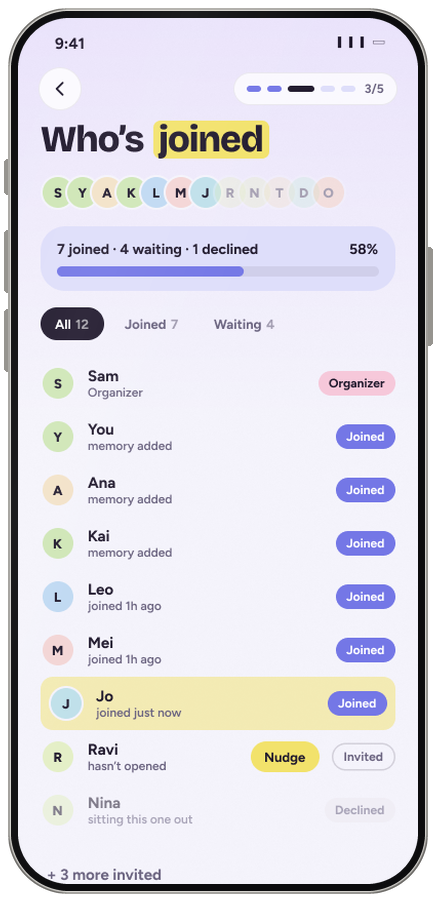 9:41
3/5
Who's joined
S Y A K L M J R N T D O
7 joined · 4 waiting · 1 declined 58%
All 12 Joined 7 Waiting 4
S Sam Organizer
Organizer
Y You Joined
memory added
A Ana Joined
memory added
K Kai Joined
memory added
L Leo Joined
joined 1h ago
M Mei Joined
joined 1h ago
J Jo Joined
joined just now
R Ravi Nudge Invited
hasn't opened
N Nina Declined
sitting this one out
+ 3 more invited